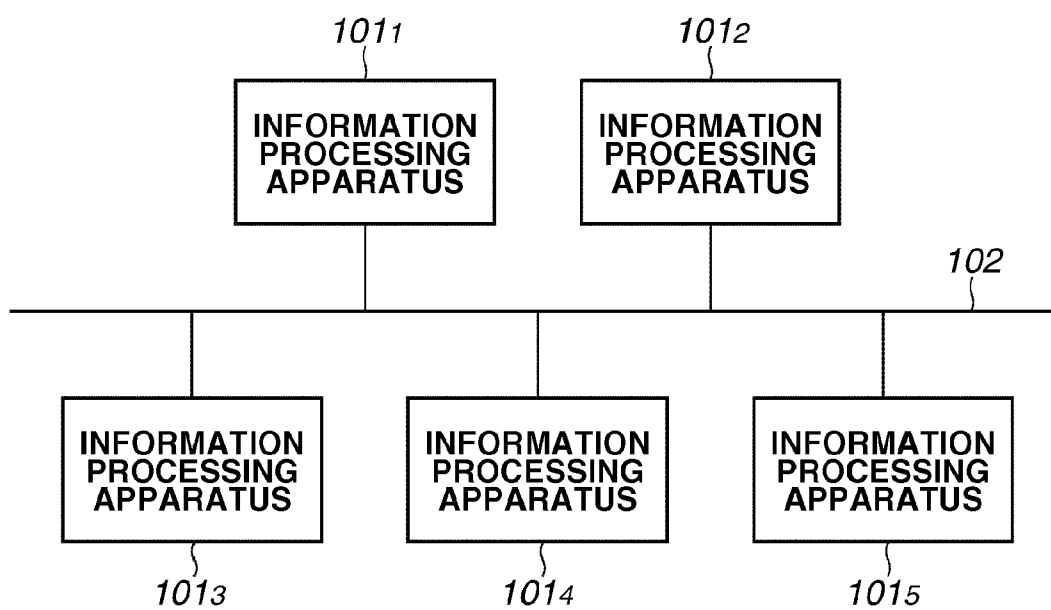 101₁
101₂
INFORMATION
PROCESSING
APPARATUS
INFORMATION
PROCESSING
APPARATUS
102
INFORMATION
PROCESSING
APPARATUS
INFORMATION
PROCESSING
APPARATUS
INFORMATION
PROCESSING
APPARATUS
101₃
101₄
101₅